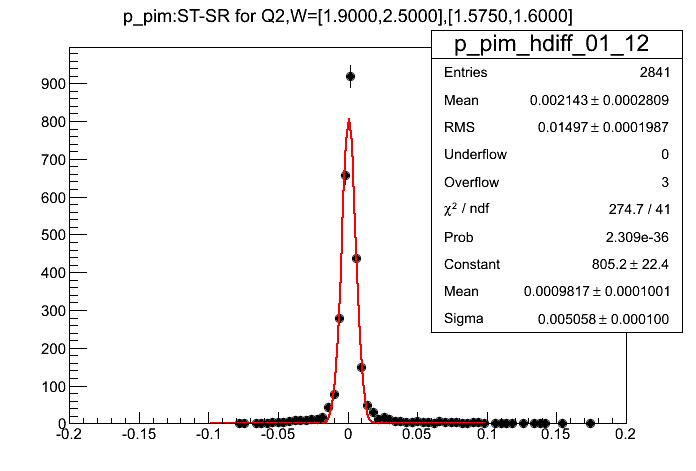 p_pim:ST-SR for Q2,W=[1.9000,2.5000],[1.5750,1.6000]
p_pim_hdiff_01_12
Entries 2841
Mean 0.002143 ± 0.0002809
RMS 0.01497 ± 0.0001987
Underflow 0
Overflow 3
χ² / ndf 274.7 / 41
Prob 2.309e-36
Constant 805.2 ± 22.4
Mean 0.0009817 ± 0.0001001
Sigma 0.005058 ± 0.000100
900
800
700
600
500
400
300
200
100
0
-0.2 -0.15 -0.1 -0.05 0 0.05 0.1 0.15 0.2